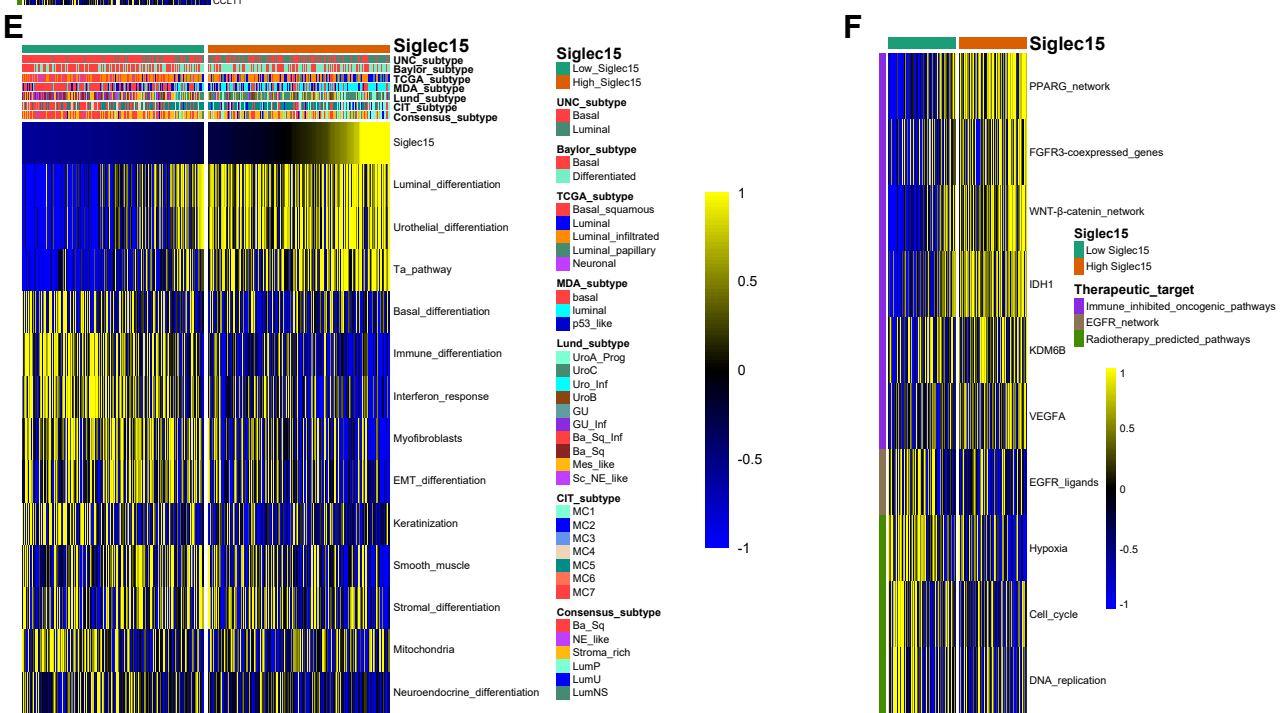 CCL11
E
Siglec15
UNC_subtype
Baylor_subtype
TCGA_subtype
MDA_subtype
Lund_subtype
CIT_subtype
Consensus_subtype
Siglec15
Luminal_differentiation
Urothelial_differentiation
Ta_pathway
Basal_differentiation
Immune_differentiation
Interferon_response
Myofibroblasts
EMT_differentiation
Keratinization
Smooth_muscle
Stromal_differentiation
Mitochondria
Neuroendocrine_differentiation
Siglec15
Low_Siglec15
High_Siglec15
UNC_subtype
Basal
Luminal
Baylor_subtype
Basal
Differentiated
TCGA_subtype
Basal_squamous
Luminal
Luminal_infiltrated
Luminal_papillary
Neuronal
MDA_subtype
basal
luminal
p53_like
Lund_subtype
UroA_Prog
UroC
Uro_Inf
UroB
GU
GU_Inf
Ba_Sq_Inf
Ba_Sq
Mes_like
Sc_NE_like
CIT_subtype
MC1
MC2
MC3
MC4
MC5
MC6
MC7
Consensus_subtype
Ba_Sq
NE_like
Stroma_rich
LumP
LumU
LumNS
1
0.5
0
-0.5
-1
F
Siglec15
PPARG_network
FGFR3-coexpressed_genes
WNT-β-catenin_network
IDH1
KDM6B
VEGFA
EGFR_ligands
Hypoxia
Cell_cycle
DNA_replication
Siglec15
Low Siglec15
High Siglec15
Therapeutic_target
Immune_inhibited_oncogenic_pathways
EGFR_network
Radiotherapy_predicted_pathways
1
0.5
0
-0.5
-1